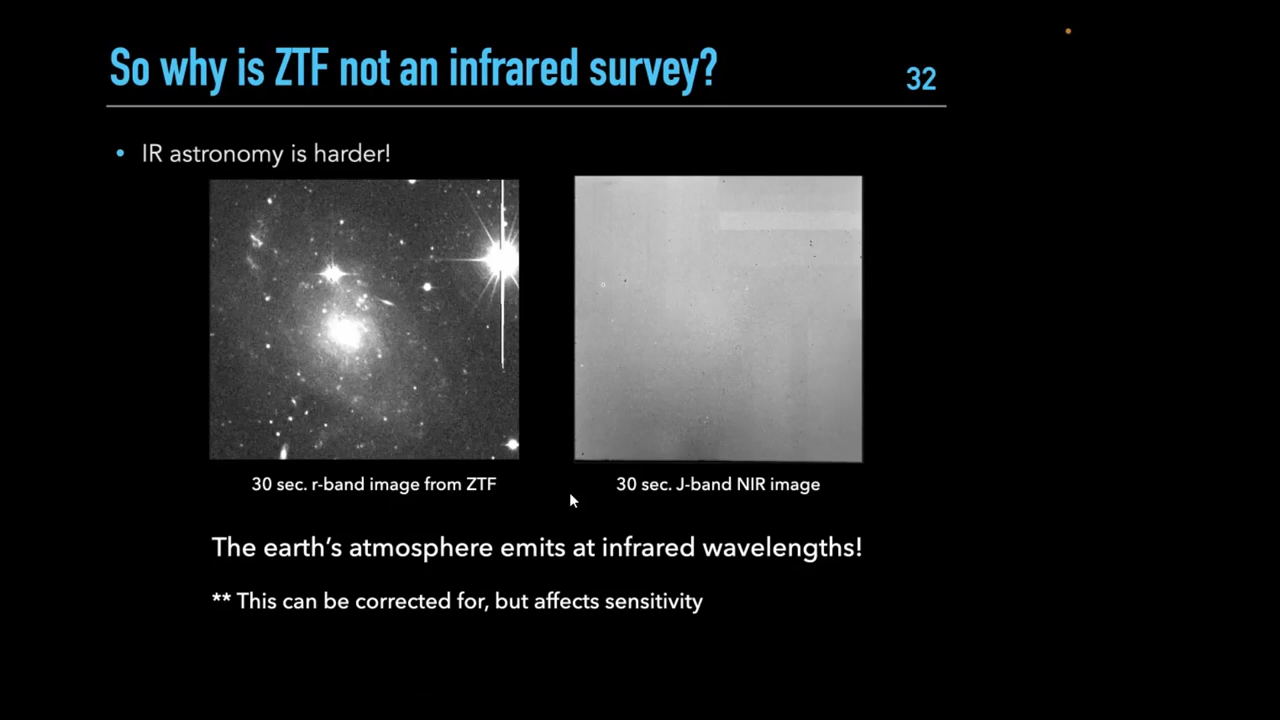 So why is ZTF not an infrared survey?
32
• IR astronomy is harder!
30 sec. r-band image from ZTF
30 sec. J-band NIR image
The earth's atmosphere emits at infrared wavelengths!
** This can be corrected for, but affects sensitivity